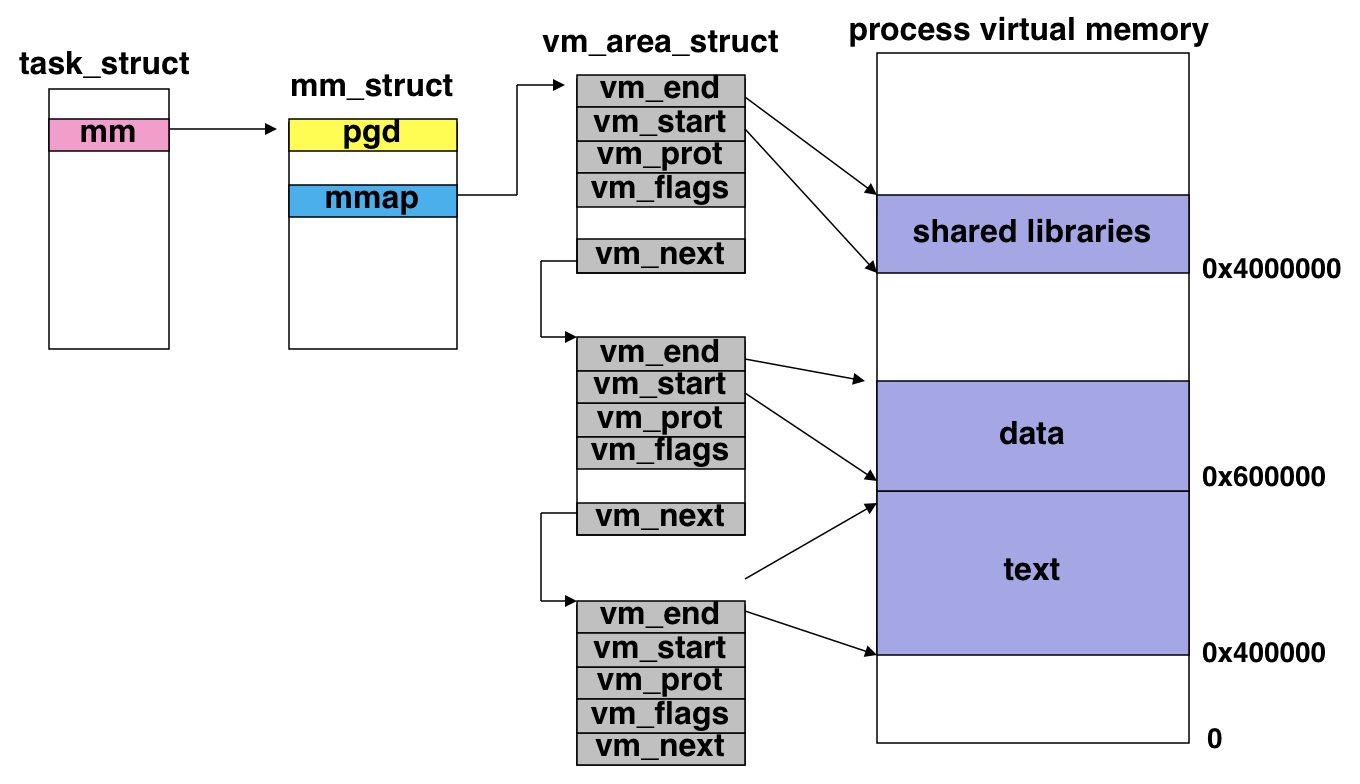 task_struct
mm
mm_struct
pgd
mmap
vm_area_struct
vm_end
vm_start
vm_prot
vm_flags
vm_next
vm_end
vm_start
vm_prot
vm_flags
vm_next
vm_end
vm_start
vm_prot
vm_flags
vm_next
process virtual memory
shared libraries
0x4000000
data
0x600000
text
0x400000
0